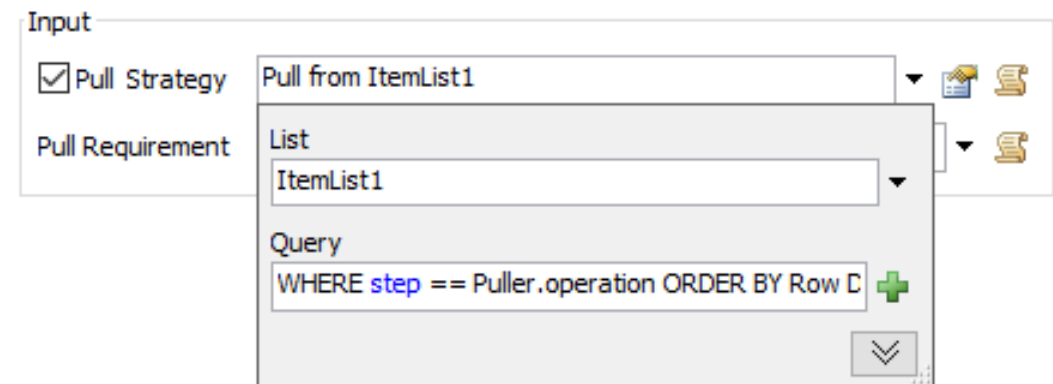 Input
Pull Strategy Pull from ItemList1
Pull Requirement
List
ItemList1
Query
WHERE step == Puller.operation ORDER BY Row D